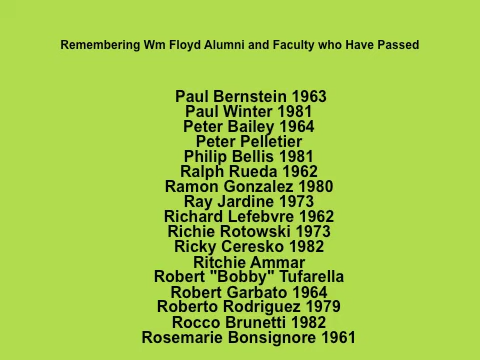 Remembering Wm Floyd Alumni and Faculty who Have Passed
Paul Bernstein 1963
Paul Winter 1981
Peter Bailey 1964
Peter Pelletier
Philip Bellis 1981
Ralph Rueda 1962
Ramon Gonzalez 1980
Ray Jardine 1973
Richard Lefebvre 1962
Richie Rotowski 1973
Ricky Ceresko 1982
Ritchie Ammar
Robert "Bobby" Tufarella
Robert Garbato 1964
Roberto Rodriguez 1979
Rocco Brunetti 1982
Rosemarie Bonsignore 1961